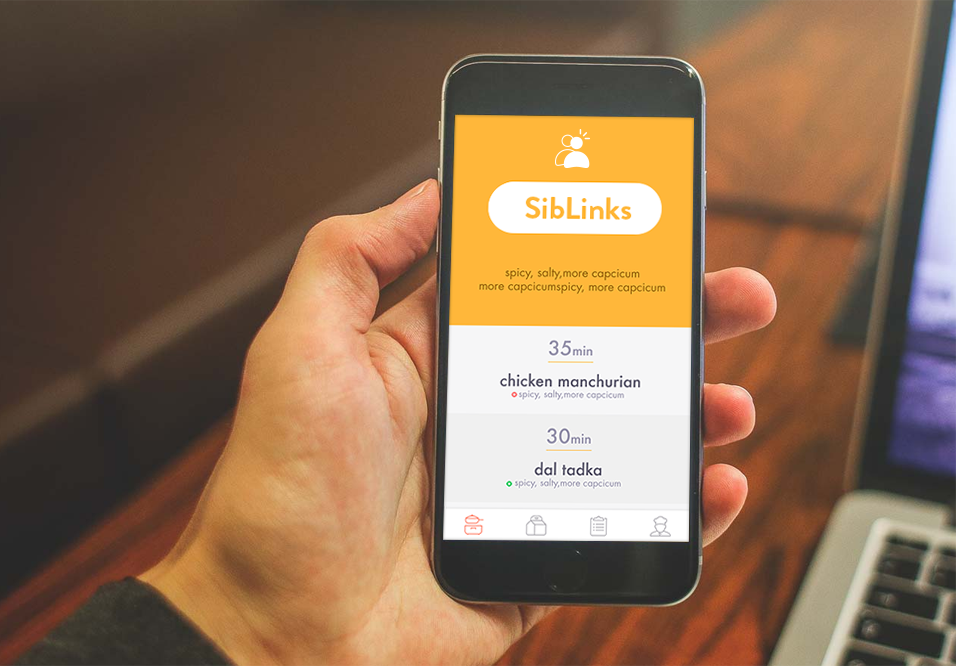 SibLinks
spicy, salty,more capcicum
more capcicumspicy, more capcicum
35min
chicken manchurian
spicy, salty,more capcicum
30min
dal tadka
spicy, salty,more capcicum